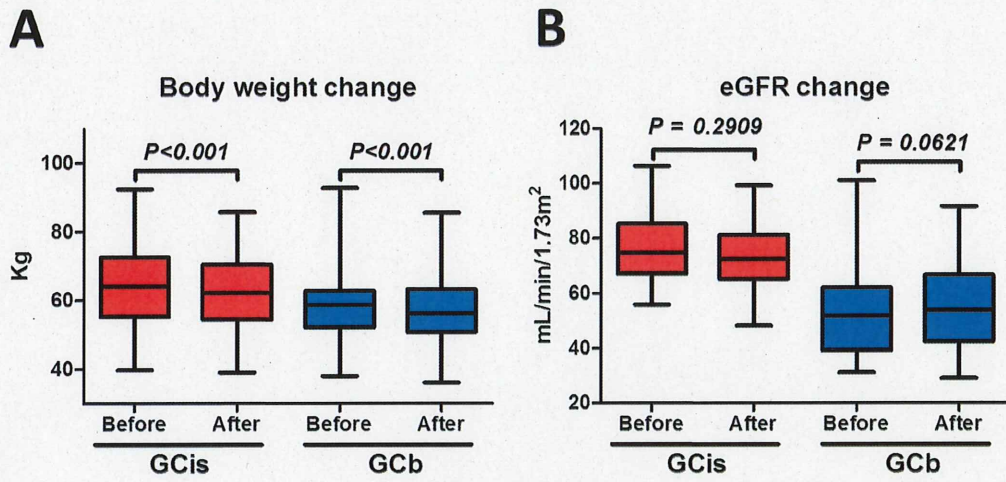 A
Body weight change
Kg
100
80
60
40
P<0.001
P<0.001
Before After Before After
GCis GCb
B
eGFR change
mL/min/1.73m²
120
100
80
60
40
20
P = 0.2909
P = 0.0621
Before After Before After
GCis GCb